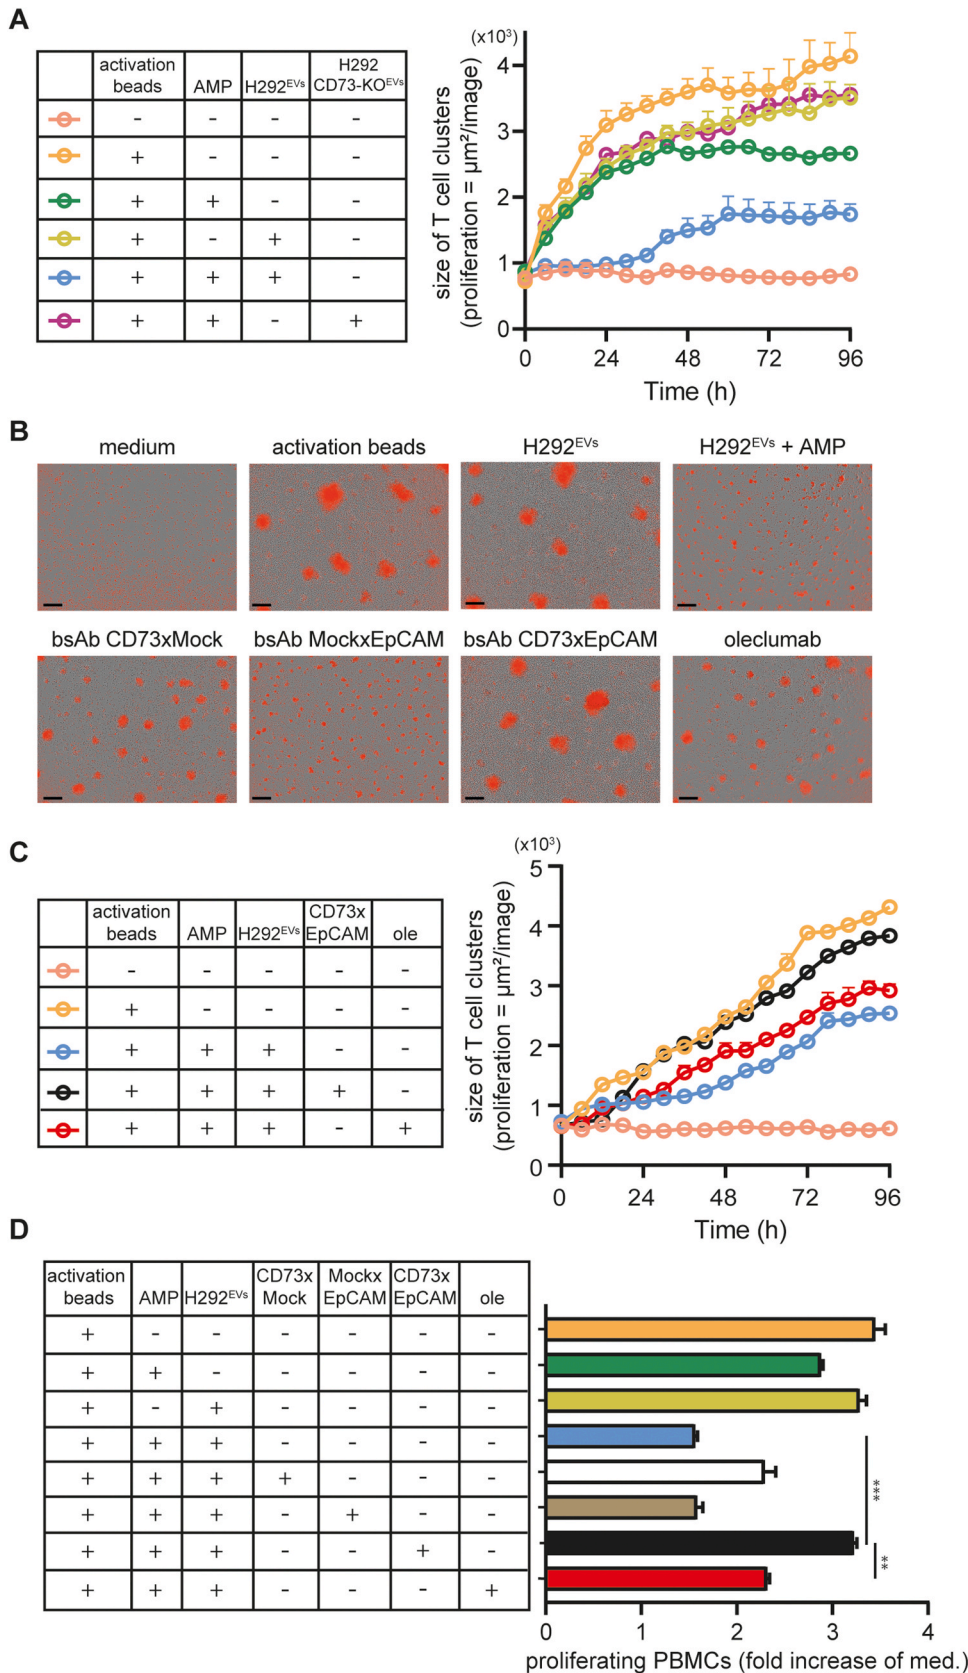 A
activation beads AMP H292EVs H292 CD73-KOEVs
- - - -
+ - - -
+ + - -
+ - + -
+ + + -
+ + - +
(x10³)
4
3
2
1
0
size of T cell clusters
(proliferation = µm²/image)
0 24 48 72 96
Time (h)
B
medium activation beads H292EVs H292EVs + AMP
bsAb CD73xMock bsAb MockxEpCAM bsAb CD73xEpCAM oleclumab
C
activation beads AMP H292EVs CD73x EpCAM ole
- - - - -
+ - - - -
+ + + - -
+ + + + -
+ + + - +
(x10³)
5
4
3
2
1
0
size of T cell clusters
(proliferation = µm²/image)
0 24 48 72 96
Time (h)
D
activation beads AMP H292EVs CD73x Mock Mockx EpCAM CD73x EpCAM ole
+ - - - - - -
+ + - - - - -
+ - + - - - -
+ + + - - - -
+ + + + - - -
+ + + - + - -
+ + + - - + -
+ + + - - - +
***
**
0 1 2 3 4
proliferating PBMCs (fold increase of med.)